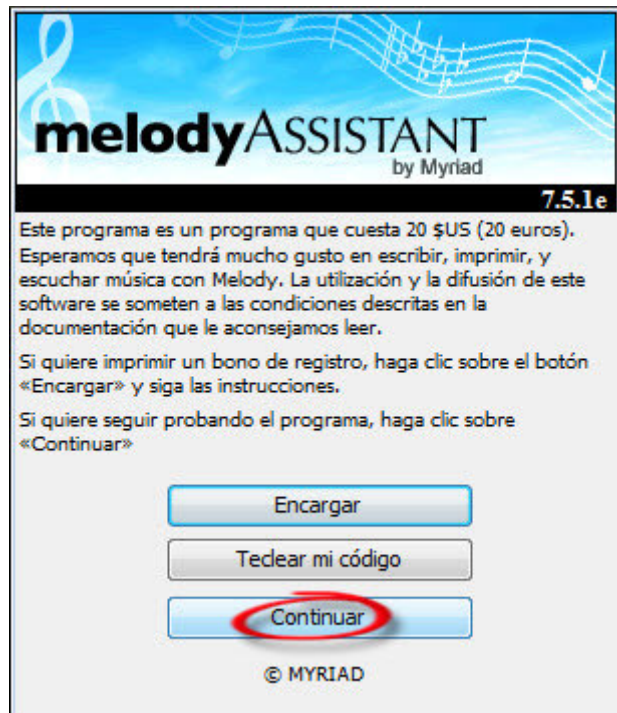 melodyASSISTANT
by Myriad
7.5.1e
Este programa es un programa que cuesta 20 $US (20 euros).
Esperamos que tendrá mucho gusto en escribir, imprimir, y
escuchar música con Melody. La utilización y la difusión de este
software se someten a las condiciones descritas en la
documentación que le aconsejamos leer.
Si quiere imprimir un bono de registro, haga clic sobre el botón
«Encargar» y siga las instrucciones.
Si quiere seguir probando el programa, haga clic sobre
«Continuar»
Encargar
Teclear mi código
Continuar
© MYRIAD